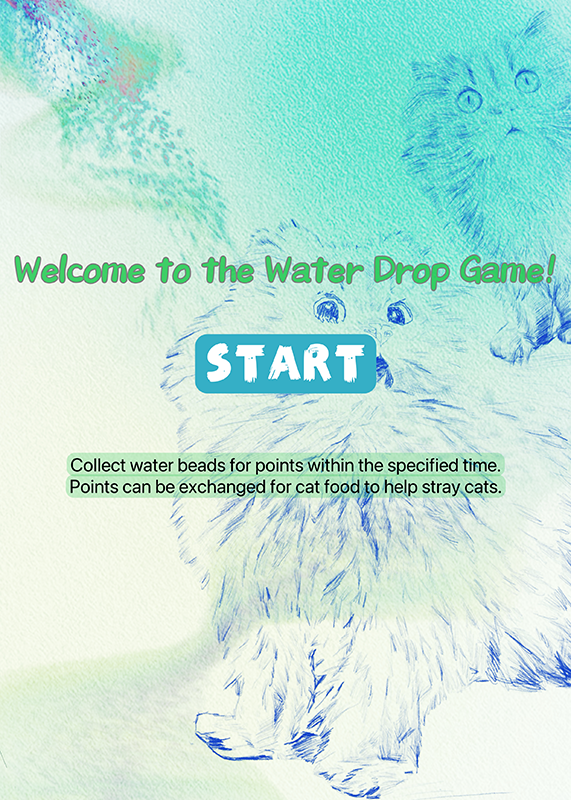 Welcome to the Water Drop Game!
START
Collect water beads for points within the specified time.
Points can be exchanged for cat food to help stray cats.